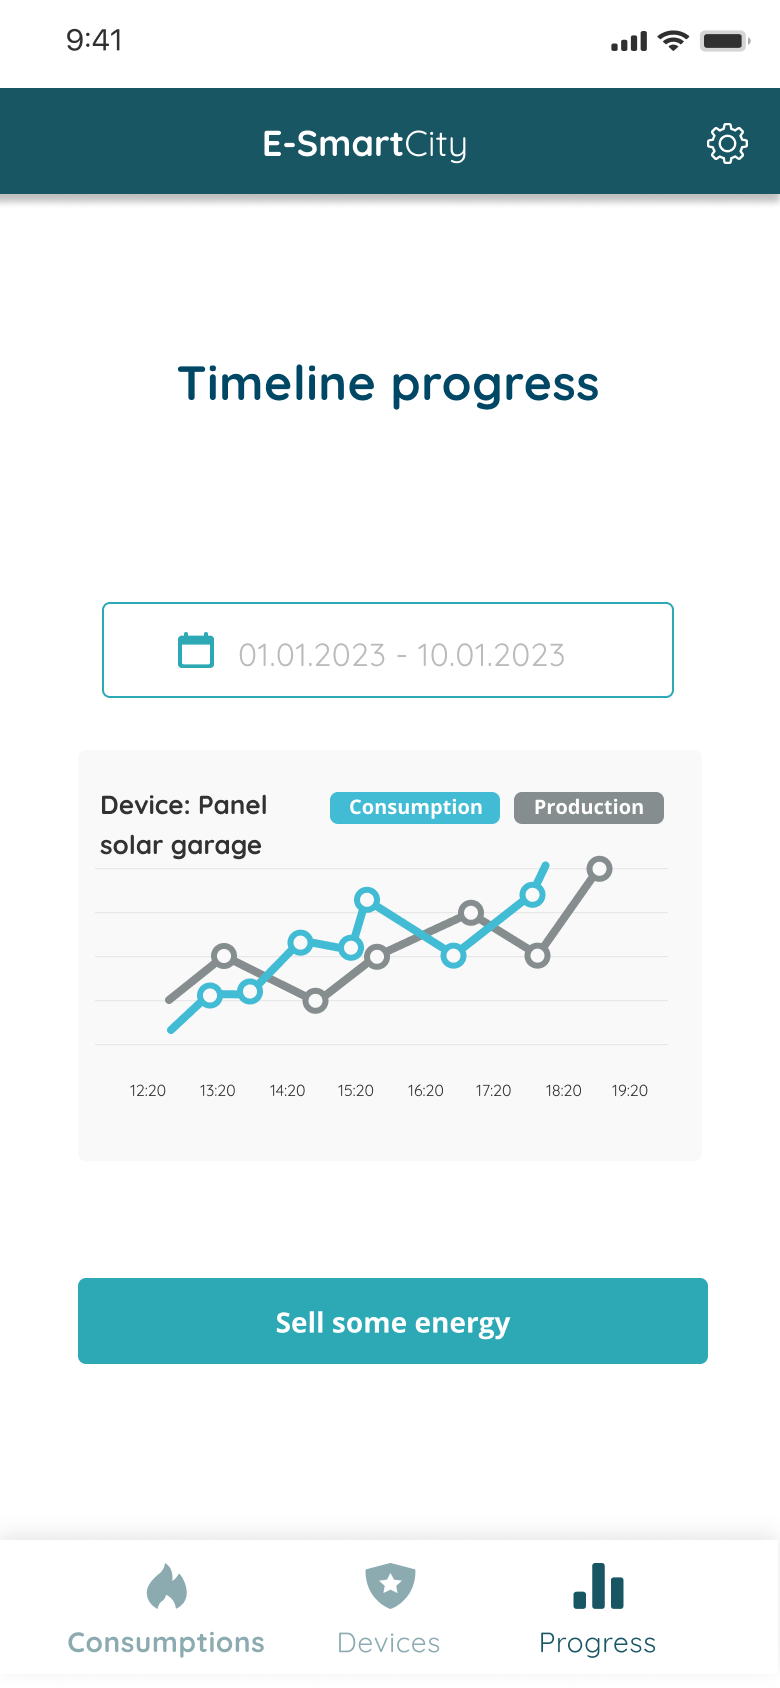 9:41
E-SmartCity
Timeline progress
01.01.2023 - 10.01.2023
Device: Panel
solar garage
Consumption
Production
12:20 13:20 14:20 15:20 16:20 17:20 18:20 19:20
Sell some energy
Consumptions Devices Progress